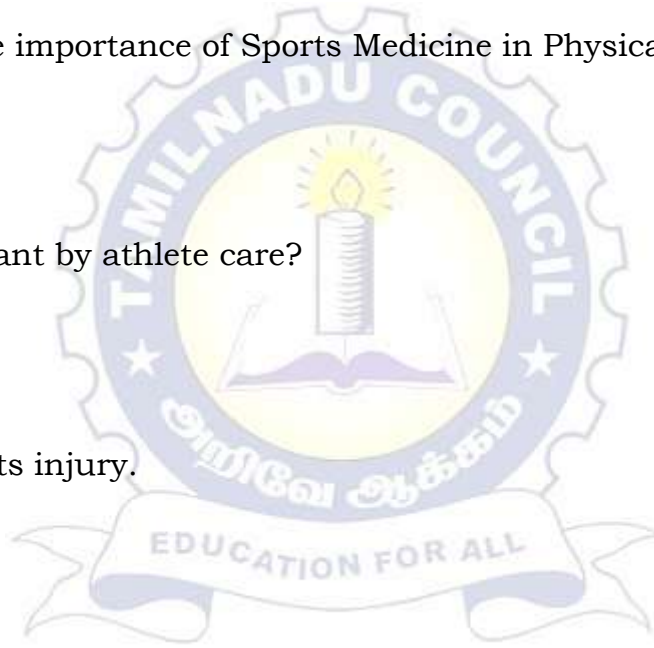 e importance of Sports Medicine in Physica
TAMILNADU COUNCIL
ant by athlete care?
அறிவே ஆக்கம்
ts injury.
EDUCATION FOR ALL